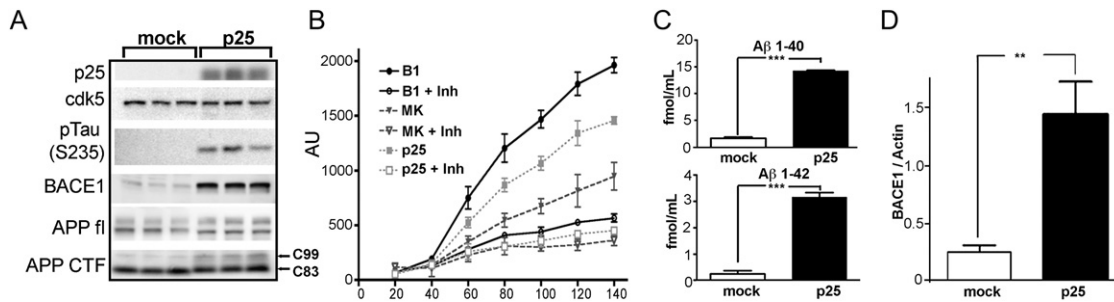 A
mock p25
p25
cdk5
pTau
(S235)
BACE1
APP fl
APP CTF
C99
C83
B
AU
2000
1500
1000
500
0
B1
B1 + Inh
MK
MK + Inh
p25
p25 + Inh
0 20 40 60 80 100 120 140
C
Aβ 1-40
***
fmol/mL
20
15
10
5
0
mock p25
Aβ 1-42
***
fmol/mL
4
3
2
1
0
mock p25
D
**
BACE1 / Actin
1.5
1.0
0.5
0
mock p25